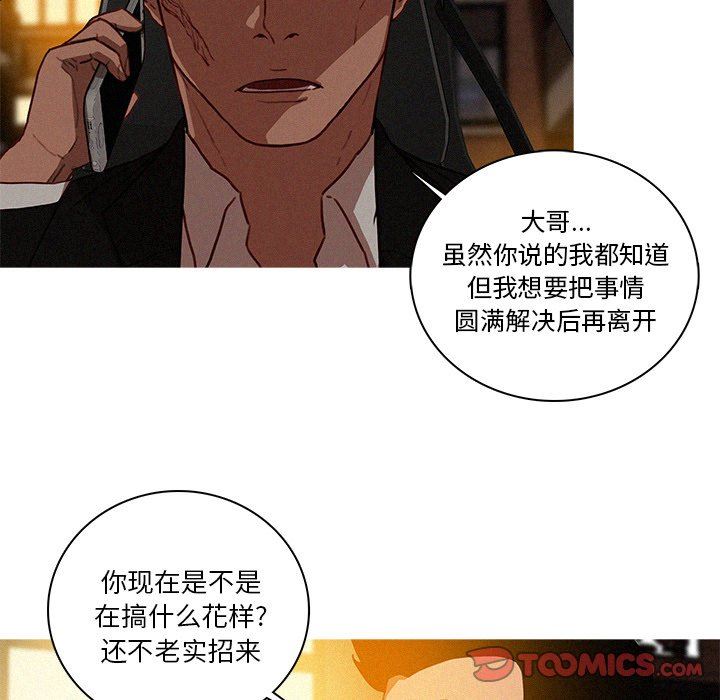 大哥...
虽然你说的我都知道
但我想要把事情
圆满解决后再离开
你现在是不是
在搞什么花样?
还不老实招来
TOOMICS.COM